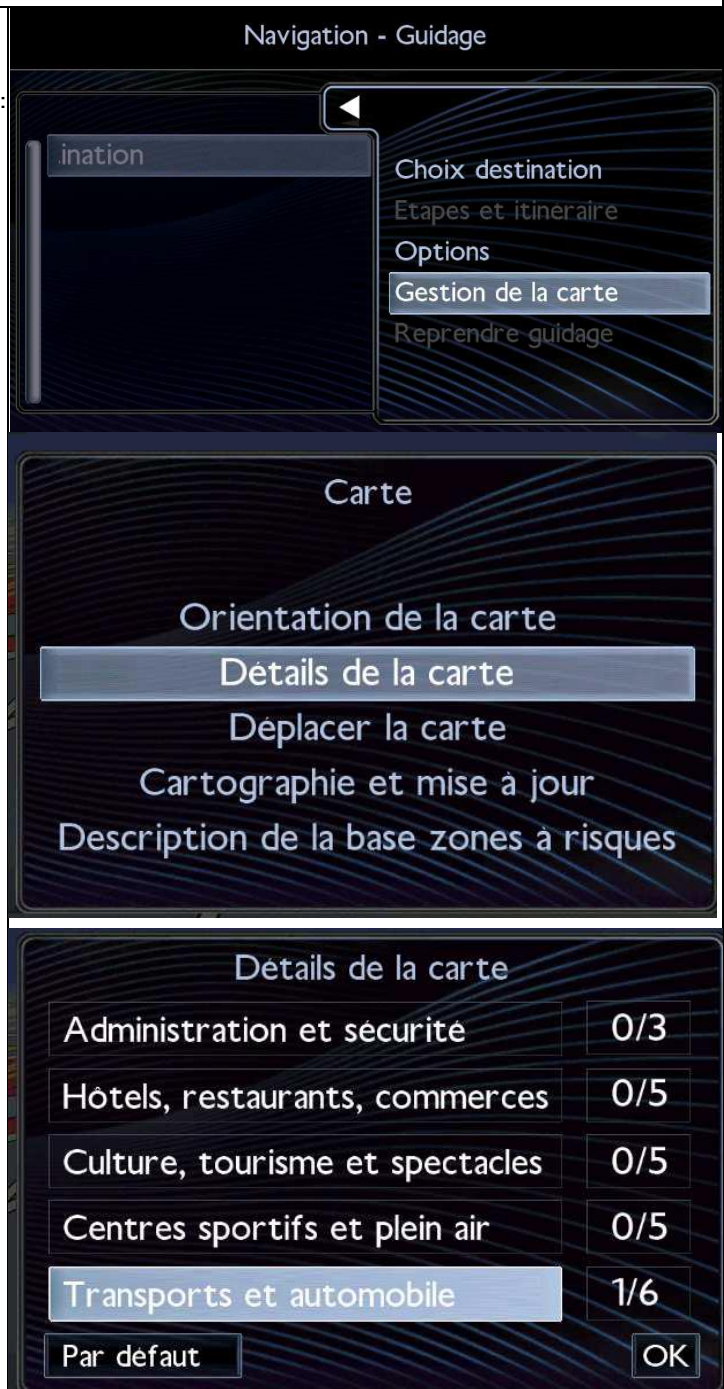 Navigation - Guidage
:
ination
Choix destination
Etapes et itinéraire
Options
Gestion de la carte
Reprendre guidage
Carte
Orientation de la carte
Détails de la carte
Déplacer la carte
Cartographie et mise à jour
Description de la base zones à risques
Détails de la carte
Administration et sécurité 0/3
Hôtels, restaurants, commerces 0/5
Culture, tourisme et spectacles 0/5
Centres sportifs et plein air 0/5
Transports et automobile 1/6
Par défaut OK